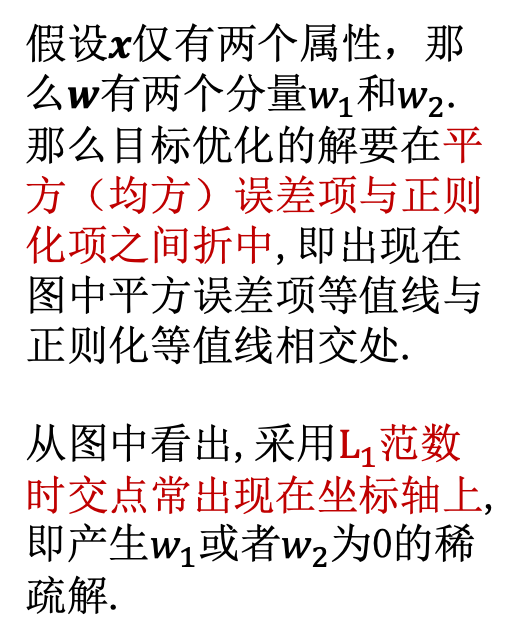 假设x仅有两个属性，那
么w有两个分量w₁和w₂.
那么目标优化的解要在平
方（均方）误差项与正则
化项之间折中, 即出现在
图中平方误差项等值线与
正则化等值线相交处.
从图中看出, 采用L₁范数
时交点常出现在坐标轴上,
即产生w₁或者w₂为0的稀
疏解.